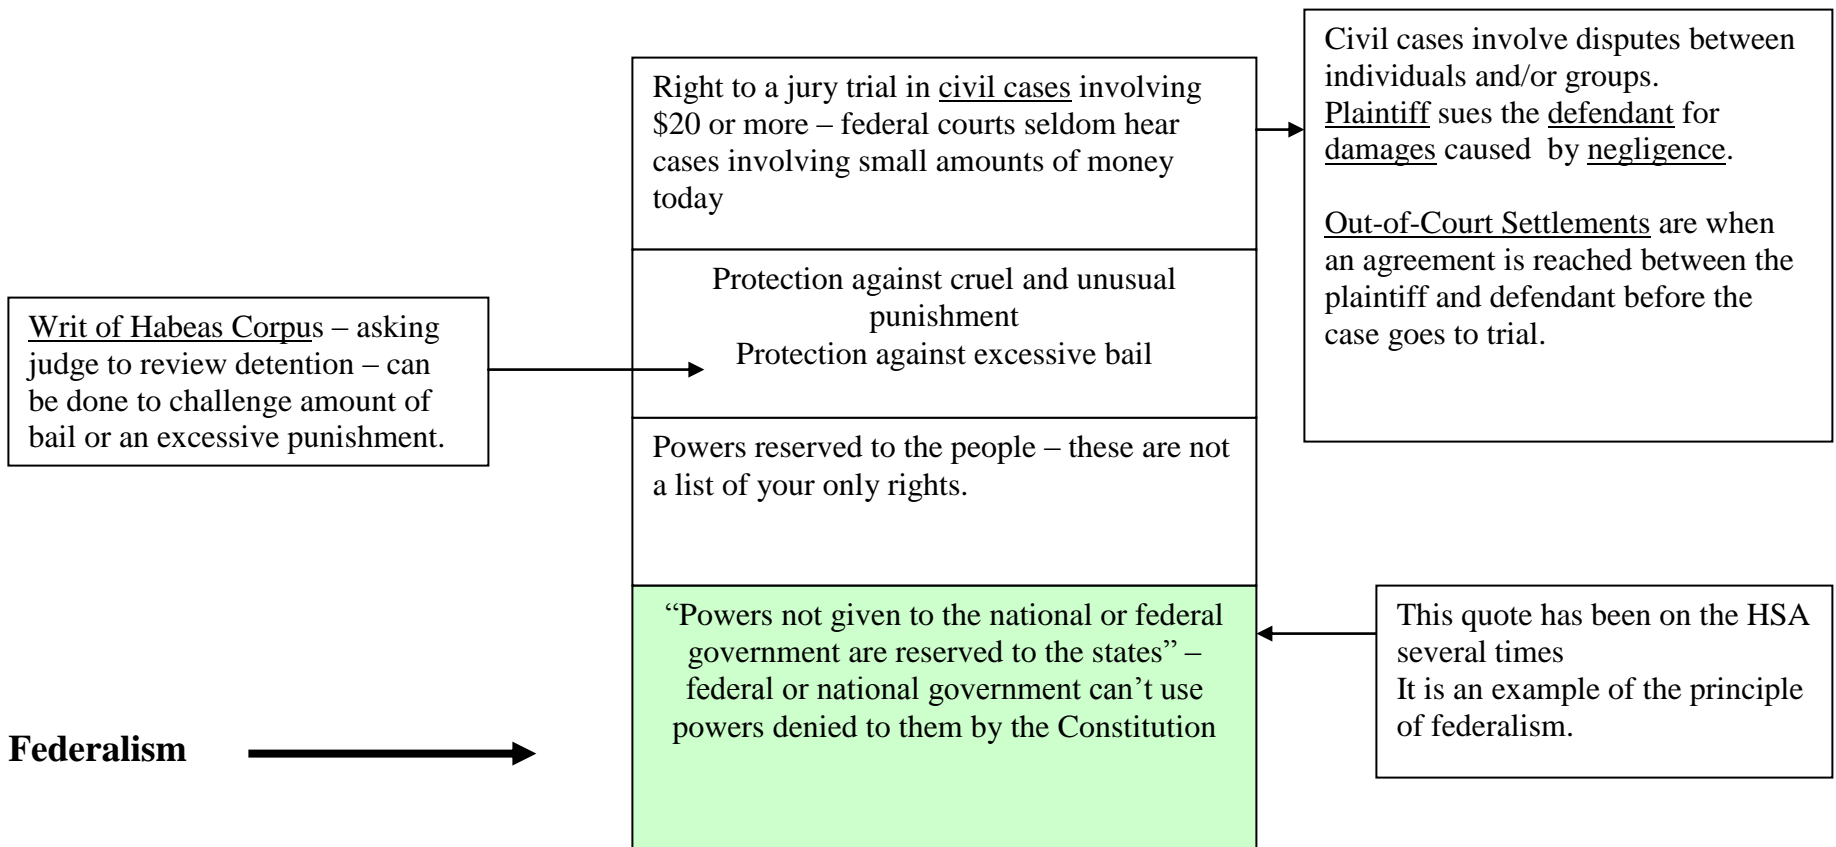 Right to a jury trial in civil cases involving
$20 or more – federal courts seldom hear
cases involving small amounts of money
today
Civil cases involve disputes between
individuals and/or groups.
Plaintiff sues the defendant for
damages caused  by negligence.
Out-of-Court Settlements are when
an agreement is reached between the
plaintiff and defendant before the
case goes to trial.
Protection against cruel and unusual
punishment
Protection against excessive bail
Writ of Habeas Corpus – asking
judge to review detention – can
be done to challenge amount of
bail or an excessive punishment.
Powers reserved to the people – these are not
a list of your only rights.
“Powers not given to the national or federal
government are reserved to the states” –
federal or national government can’t use
powers denied to them by the Constitution
This quote has been on the HSA
several times
It is an example of the principle
of federalism.
Federalism